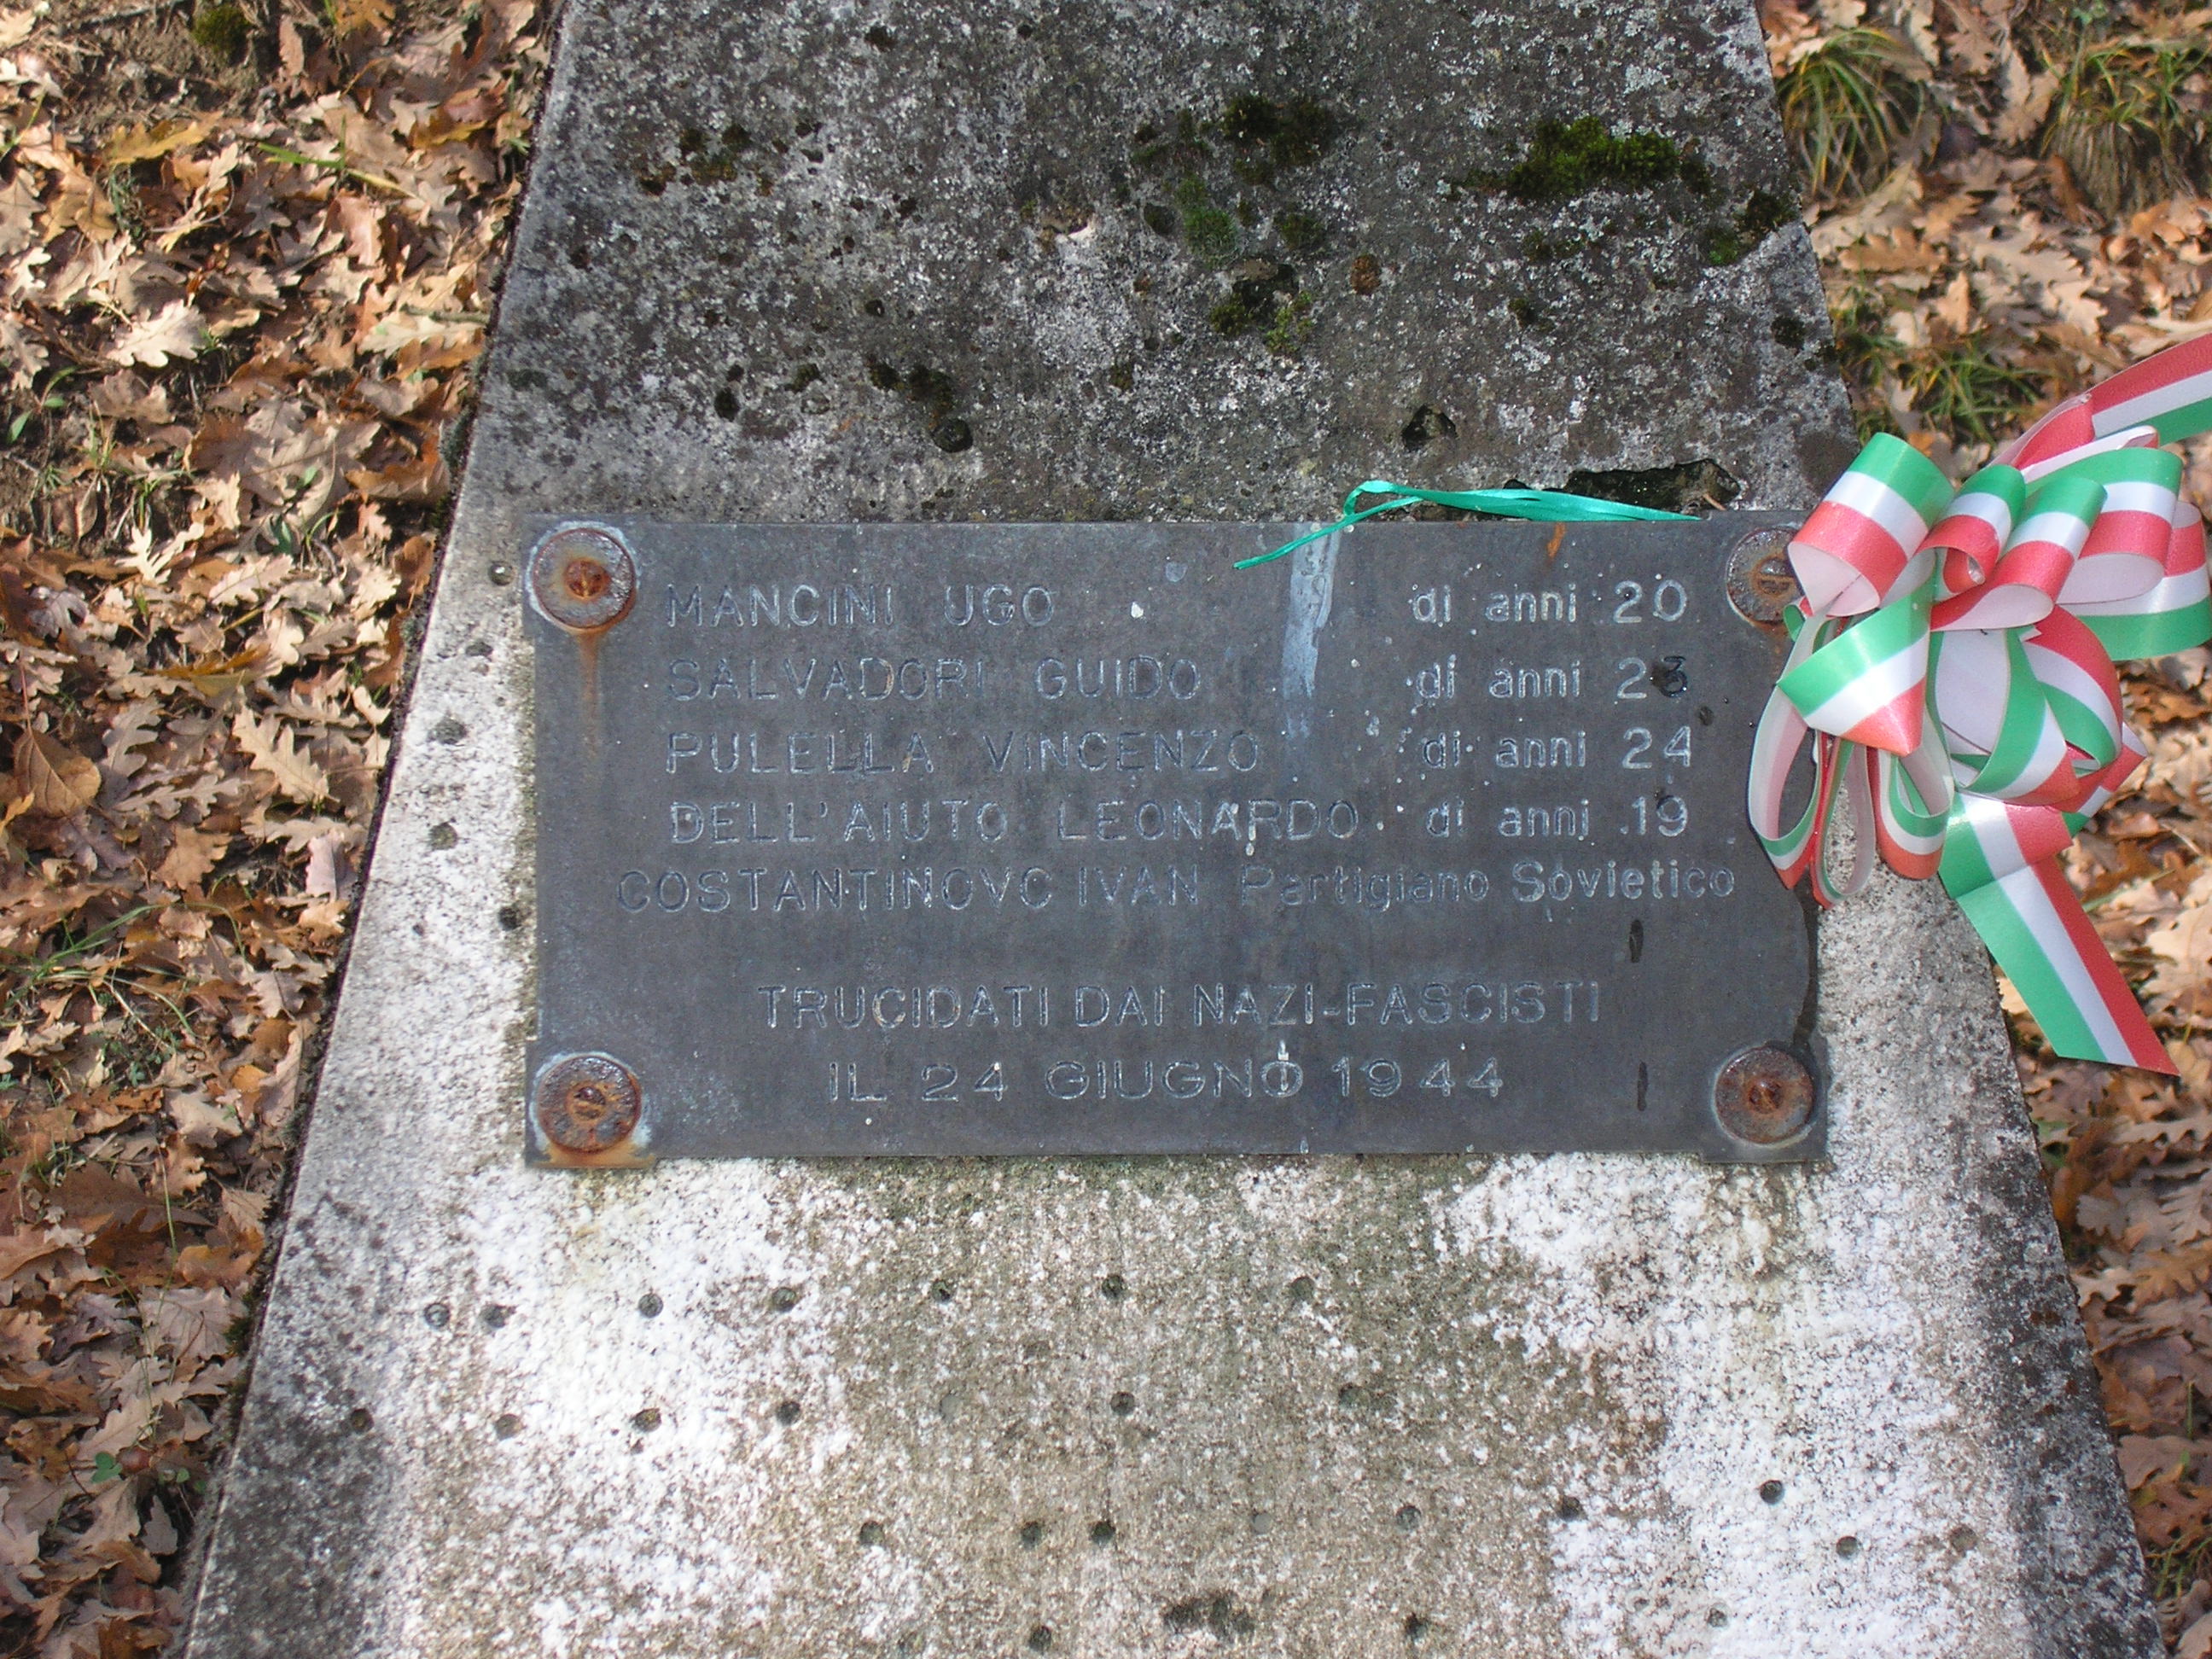 MANCINI UGO di anni 20
SALVADORI GUIDO di anni 23
PULELLA VINCENZO di anni 24
DELL'AIUTO LEONARDO di anni 19
COSTANTINOVC IVAN Partigiano Sovietico
TRUCIDATI DAI NAZI-FASCISTI
IL 24 GIUGNO 1944